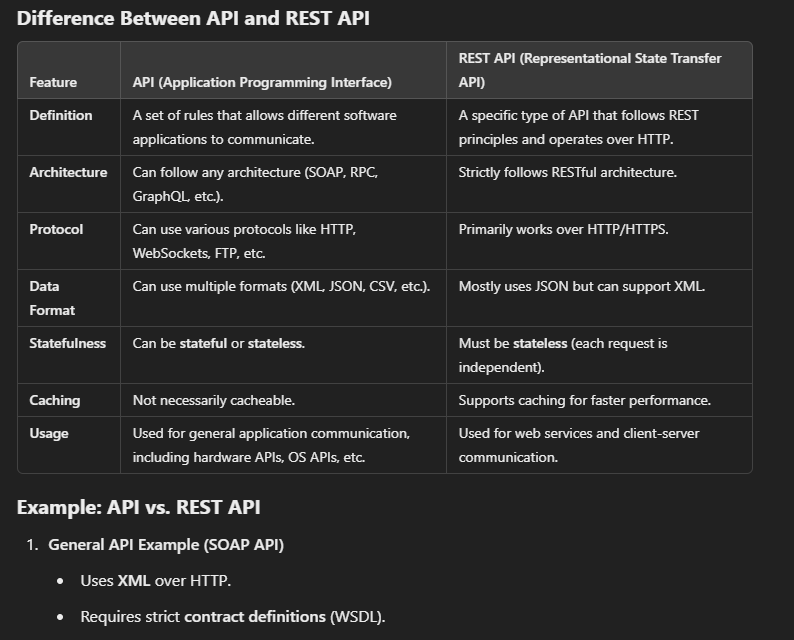 Difference Between API and REST API
Feature
API (Application Programming Interface)
REST API (Representational State Transfer
API)
Definition
A set of rules that allows different software
applications to communicate.
A specific type of API that follows REST
principles and operates over HTTP.
Architecture
Can follow any architecture (SOAP, RPC,
GraphQL, etc.).
Strictly follows RESTful architecture.
Protocol
Can use various protocols like HTTP,
WebSockets, FTP, etc.
Primarily works over HTTP/HTTPS.
Data
Format
Can use multiple formats (XML, JSON, CSV, etc.).
Mostly uses JSON but can support XML.
Statefulness
Can be stateful or stateless.
Must be stateless (each request is
independent).
Caching
Not necessarily cacheable.
Supports caching for faster performance.
Usage
Used for general application communication,
including hardware APIs, OS APIs, etc.
Used for web services and client-server
communication.
Example: API vs. REST API
1. General API Example (SOAP API)
• Uses XML over HTTP.
• Requires strict contract definitions (WSDL).